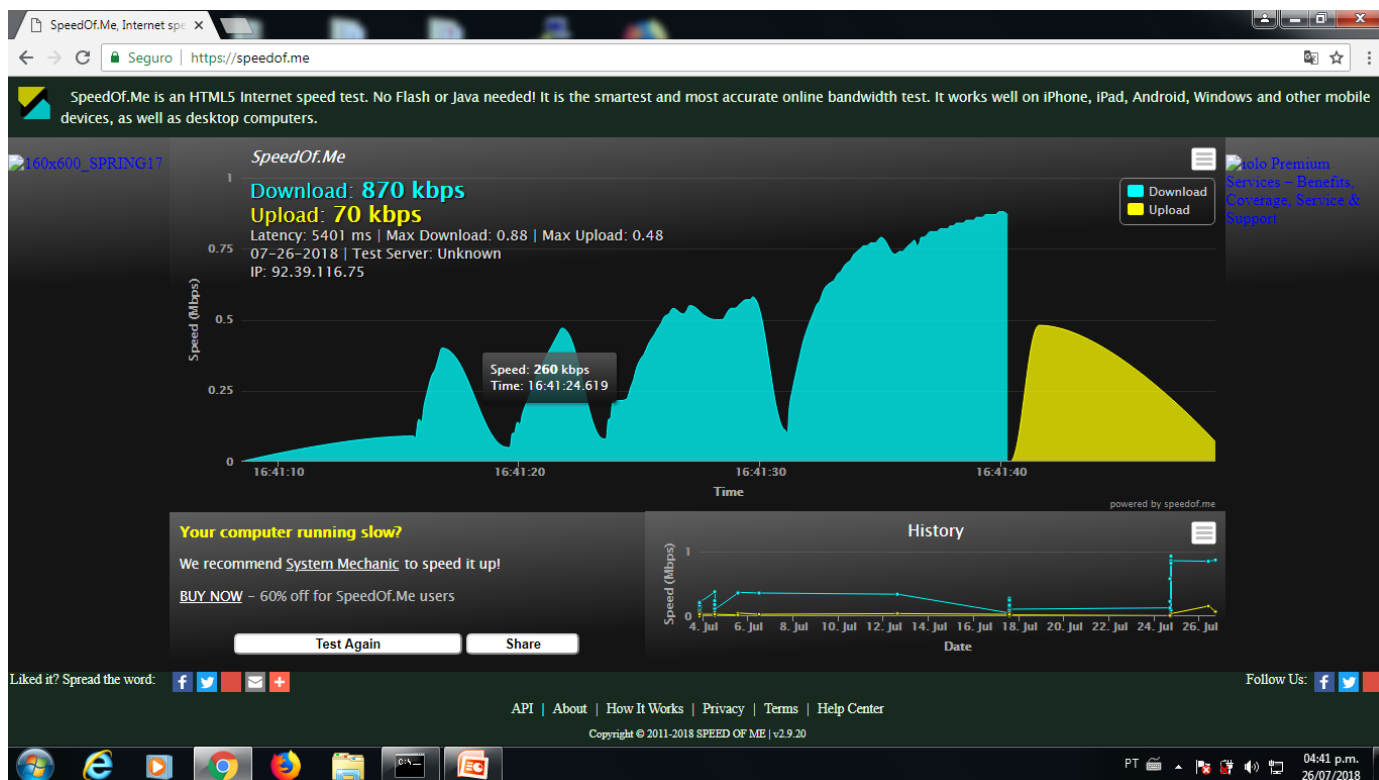 SpeedOf.Me, Internet spe
Seguro | https://speedof.me
SpeedOf.Me is an HTML5 Internet speed test. No Flash or Java needed! It is the smartest and most accurate online bandwidth test. It works well on iPhone, iPad, Android, Windows and other mobile
devices, as well as desktop computers.
160x600_SPRING17
iolo Premium
Services – Benefits,
Coverage, Service &
Support
SpeedOf.Me
Download: 870 kbps
Upload: 70 kbps
Latency: 5401 ms | Max Download: 0.88 | Max Upload: 0.48
07-26-2018 | Test Server: Unknown
IP: 92.39.116.75
Download
Upload
Speed (Mbps)
1
0.75
0.5
0.25
0
Speed: 260 kbps
Time: 16:41:24.619
16:41:10 16:41:20 16:41:30 16:41:40
Time
powered by speedof.me
Your computer running slow?
We recommend System Mechanic to speed it up!
BUY NOW – 60% off for SpeedOf.Me users
Test Again Share
History
Speed (Mbps)
1
0
4. Jul 6. Jul 8. Jul 10. Jul 12. Jul 14. Jul 16. Jul 18. Jul 20. Jul 22. Jul 24. Jul 26. Jul
Date
Liked it? Spread the word:
Follow Us:
API | About | How It Works | Privacy | Terms | Help Center
Copyright © 2011-2018 SPEED OF ME | v2.9.20
PT
04:41 p.m.
26/07/2018